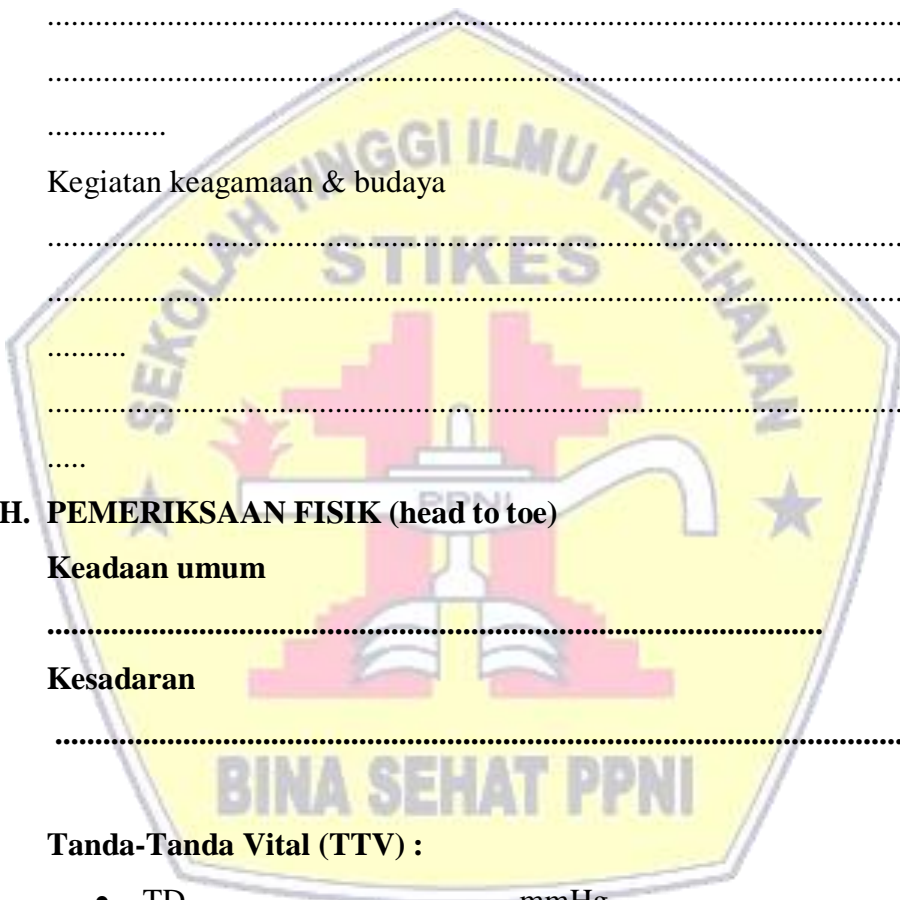 ............................................................................................................
............................................................................................................
...............
Kegiatan keagamaan & budaya
............................................................................................................
............................................................................................................
..........
............................................................................................................
.....
H. PEMERIKSAAN FISIK (head to toe)
Keadaan umum
................................................................................................
Kesadaran
.........................................................................................................
Tanda-Tanda Vital (TTV) :
• TD mmHg
SEKOLAH TINGGI ILMU KESEHATAN
STIKES
PPNI
BINA SEHAT PPNI